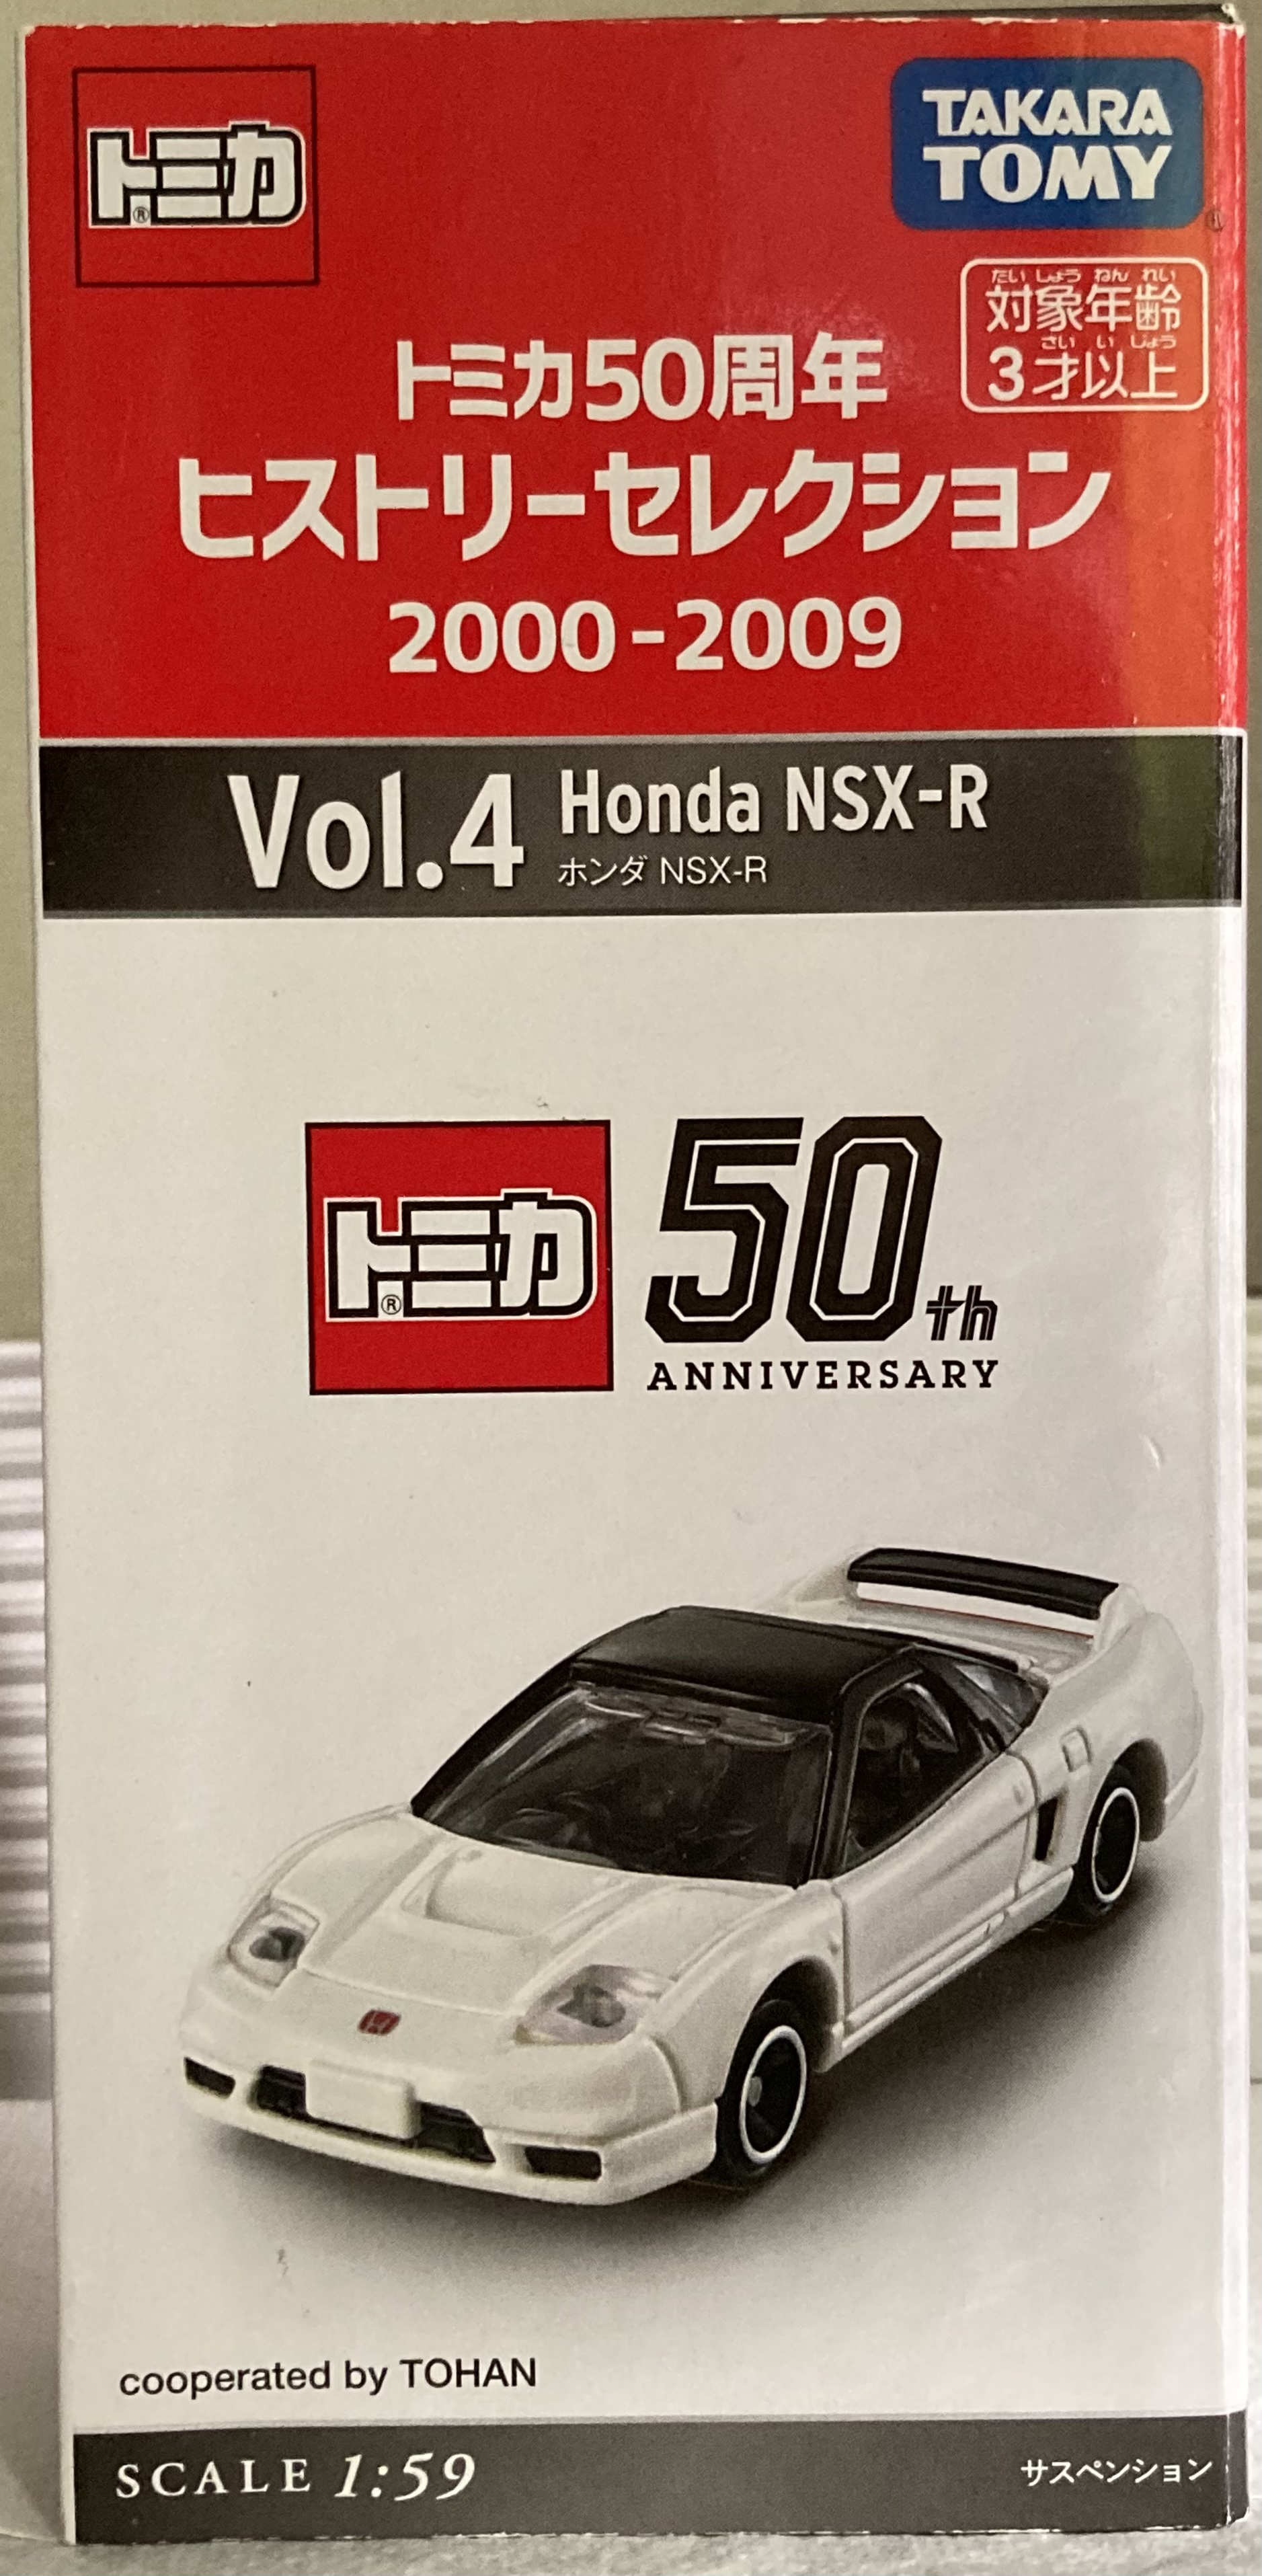 トミカ®
TAKARA
TOMY®
たいしょうねんれい
対象年齢
さいいじょう
3才以上
トミカ50周年
ヒストリーセレクション
2000-2009
Vol.4 Honda NSX-R
ホンダ NSX-R
トミカ® 50th
ANNIVERSARY
cooperated by TOHAN
SCALE 1:59
サスペンション